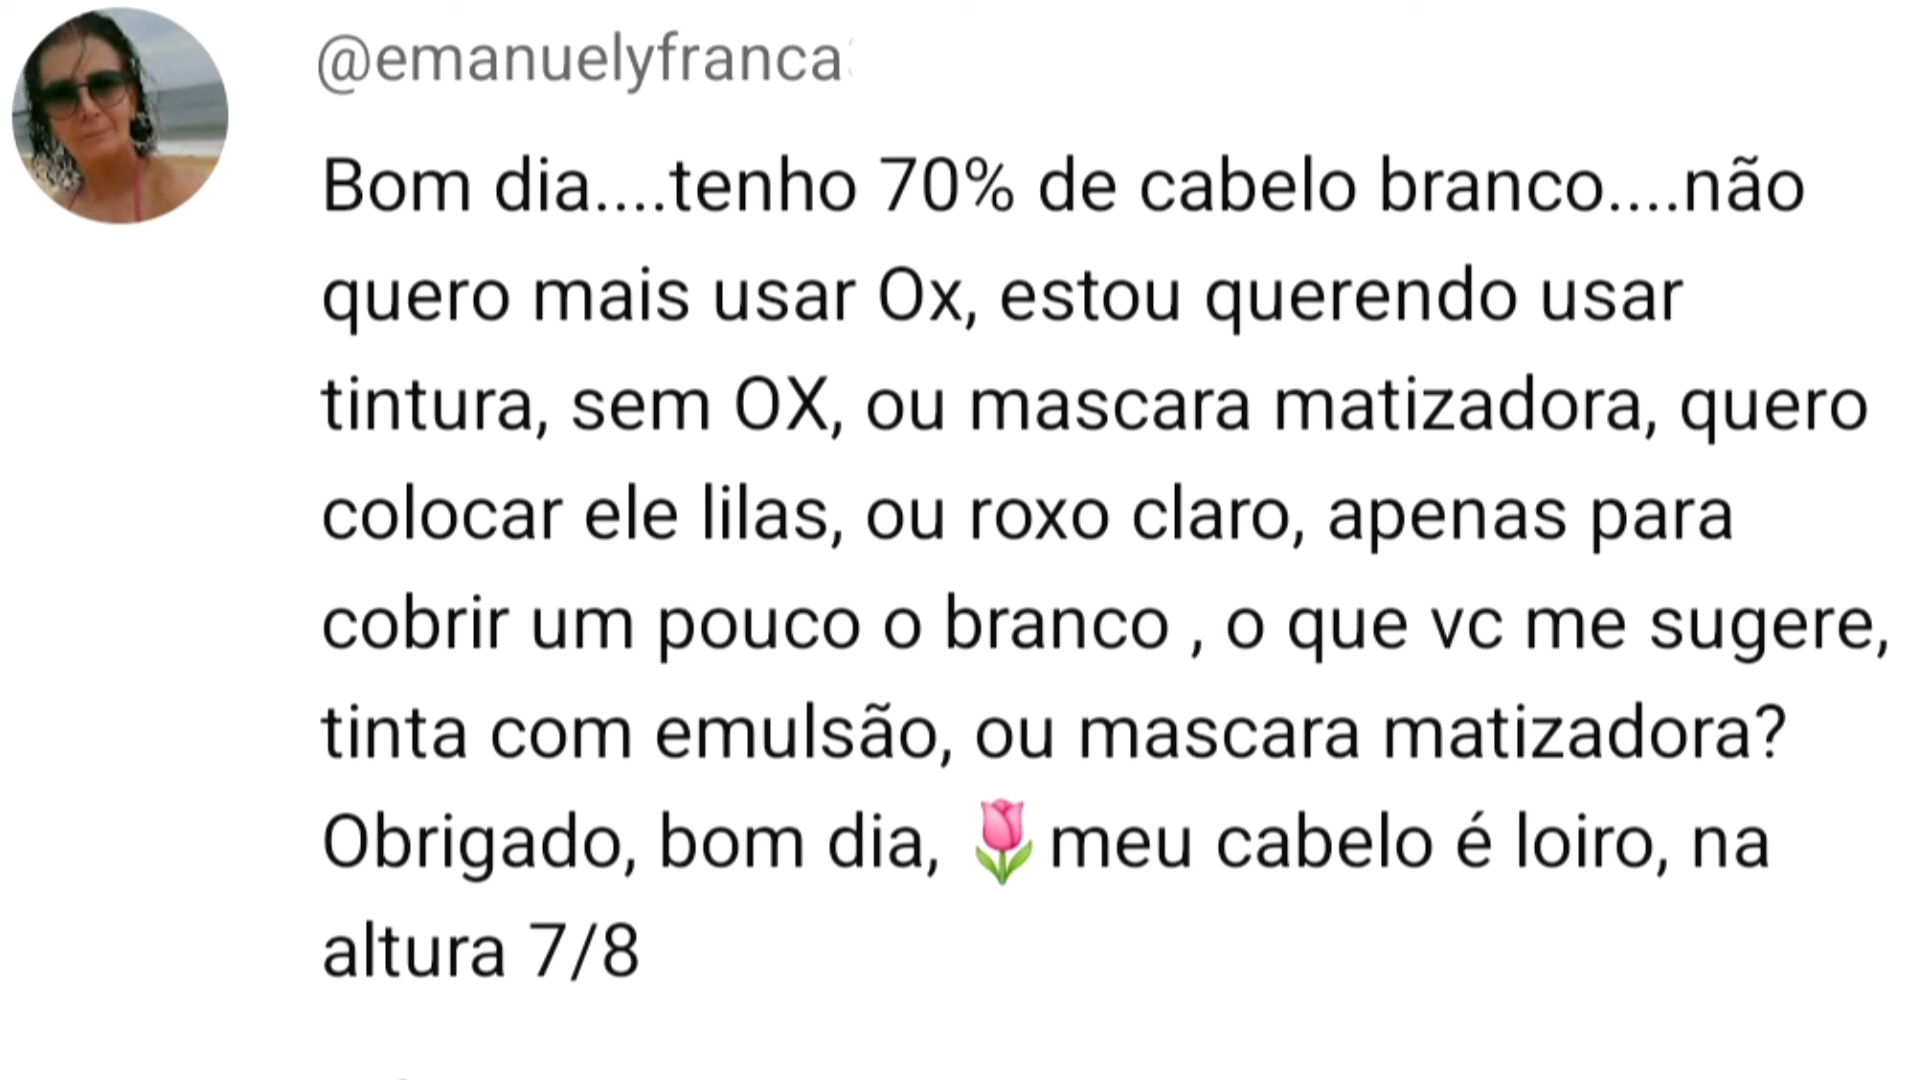 @emanuelyfranca
Bom dia....tenho 70% de cabelo branco....não
quero mais usar Ox, estou querendo usar
tintura, sem OX, ou mascara matizadora, quero
colocar ele lilas, ou roxo claro, apenas para
cobrir um pouco o branco , o que vc me sugere,
tinta com emulsão, ou mascara matizadora?
Obrigado, bom dia, 🌷meu cabelo é loiro, na
altura 7/8